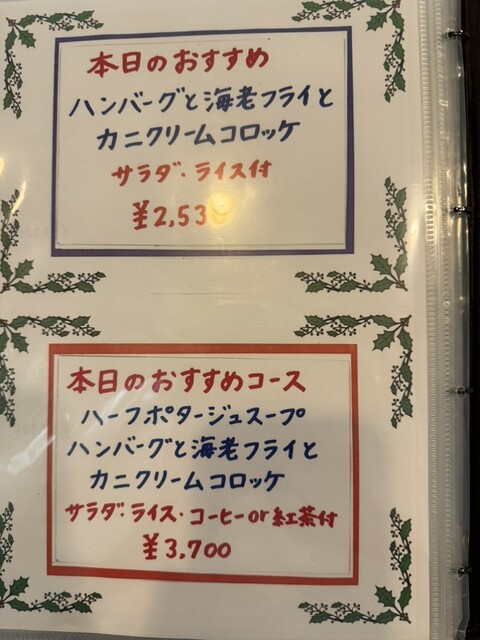 本日のおすすめ
ハンバーグと海老フライと
カニクリームコロッケ
サラダ・ライス付
本日のおすすめコース
ハーフポタージュスープ
ハンバーグと海老フライと
カニクリームコロッケ
サラダ・ライス・コーヒーor紅茶付
¥3,700